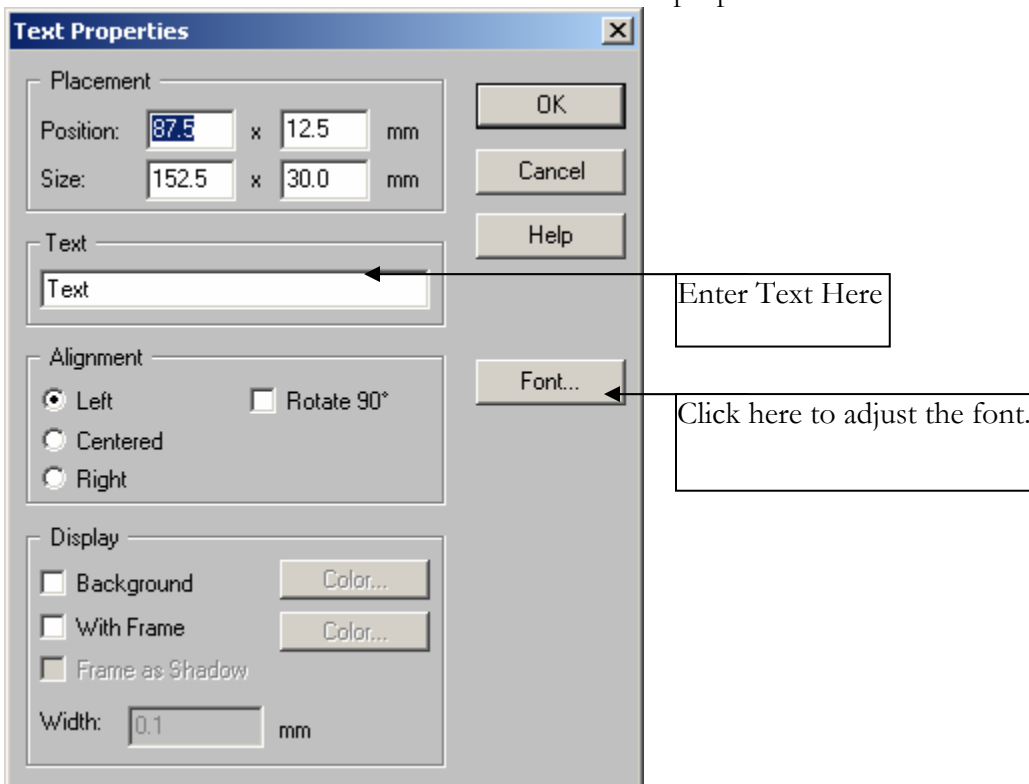 Text Properties
Placement
Position: 87.5 x 12.5 mm
Size: 152.5 x 30.0 mm
OK
Cancel
Help
Text
Text
Enter Text Here
Alignment
Left
Rotate 90°
Centered
Right
Font...
Click here to adjust the font.
Display
Background Color...
With Frame Color...
Frame as Shadow
Width: 0.1 mm